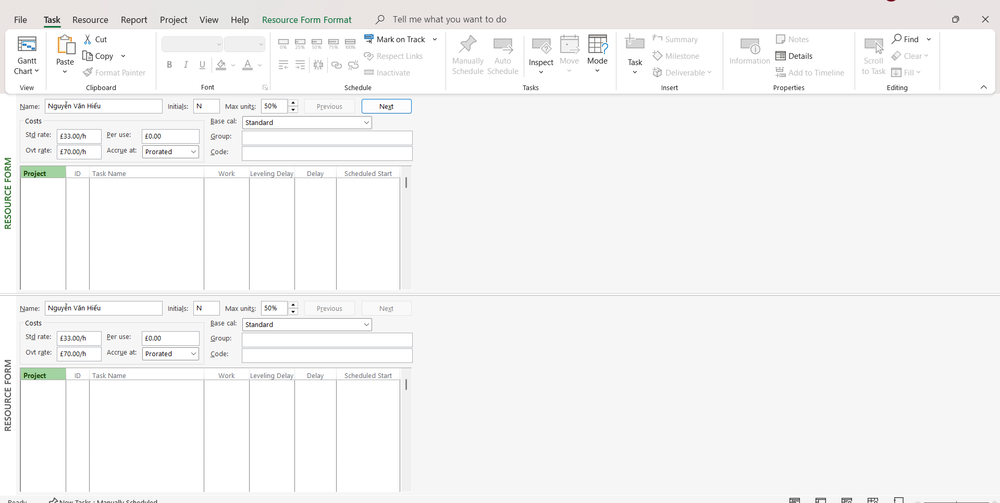 File Task Resource Report Project View Help Resource Form Format Tell me what you want to do
Gantt Chart
View
Paste
Cut
Copy
Format Painter
Clipboard
B I U A
Font
0% 25% 50% 75% 100%
Mark on Track
Respect Links
Inactivate
Schedule
Manually Schedule
Auto Schedule
Inspect
Move
Mode
Tasks
Task
Summary
Milestone
Deliverable
Insert
Information
Notes
Details
Add to Timeline
Properties
Scroll to Task
Find
Clear
Fill
Editing
RESOURCE FORM
Name: Nguyễn Văn Hiếu Initials: N Max units: 50% Previous Next
Costs Base cal: Standard
Std rate: £33.00/h Per use: £0.00 Group:
Ovt rate: £70.00/h Accrue at: Prorated Code:
Project ID Task Name Work Leveling Delay Delay Scheduled Start
RESOURCE FORM
Name: Nguyễn Văn Hiếu Initials: N Max units: 50% Previous Next
Costs Base cal: Standard
Std rate: £33.00/h Per use: £0.00 Group:
Ovt rate: £70.00/h Accrue at: Prorated Code:
Project ID Task Name Work Leveling Delay Delay Scheduled Start
Ready New Tasks : Manually Scheduled